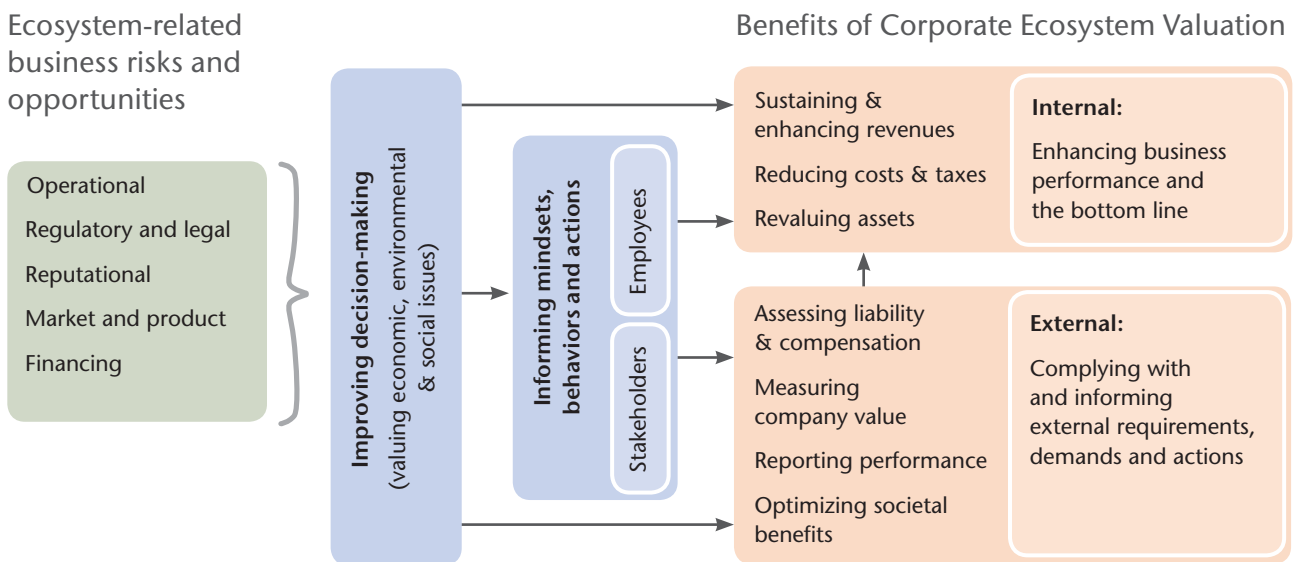 Ecosystem-related
business risks and
opportunities
Operational
Regulatory and legal
Reputational
Market and product
Financing
Improving decision-making
(valuing economic, environmental
& social issues)
Informing mindsets,
behaviors and actions
Employees
Stakeholders
Benefits of Corporate Ecosystem Valuation
Sustaining &
enhancing revenues
Reducing costs & taxes
Revaluing assets
Internal:
Enhancing business
performance and
the bottom line
Assessing liability
& compensation
Measuring
company value
Reporting performance
Optimizing societal
benefits
External:
Complying with
and informing
external requirements,
demands and actions